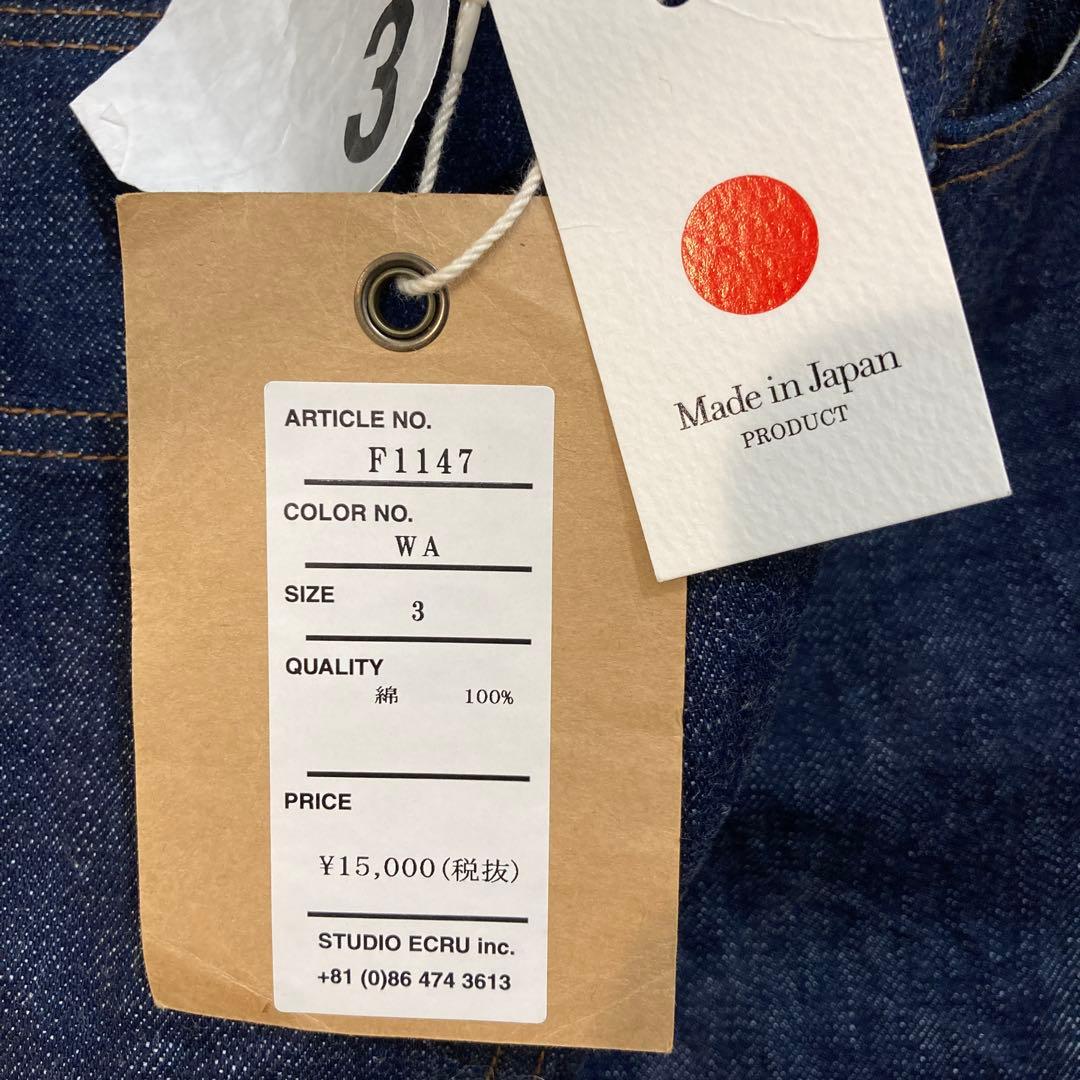 3
Made in Japan
PRODUCT
ARTICLE NO.
F1147
COLOR NO.
WA
SIZE
3
QUALITY
綿 100%
PRICE
¥15,000(税抜)
STUDIO ECRU inc.
+81 (0)86 474 3613